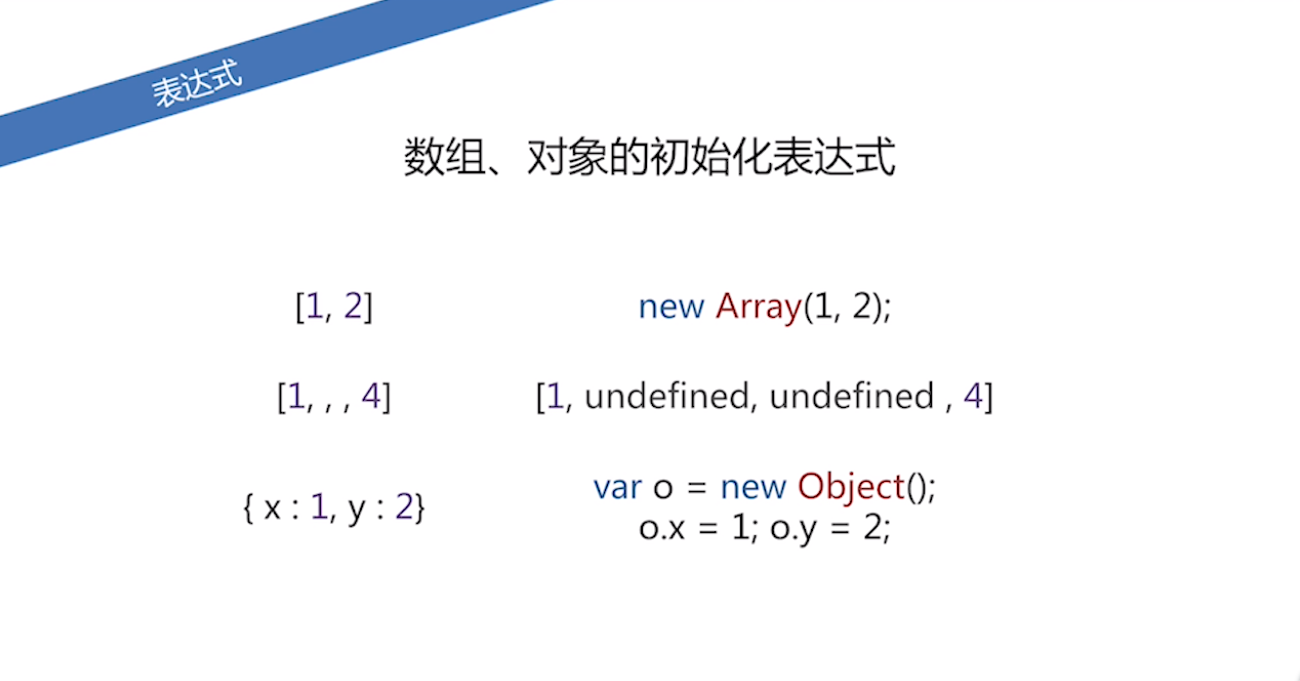 表达式
数组、对象的初始化表达式
[1, 2]
new Array(1, 2);
[1, , , 4]
[1, undefined, undefined , 4]
{ x : 1, y : 2}
var o = new Object();
o.x = 1; o.y = 2;